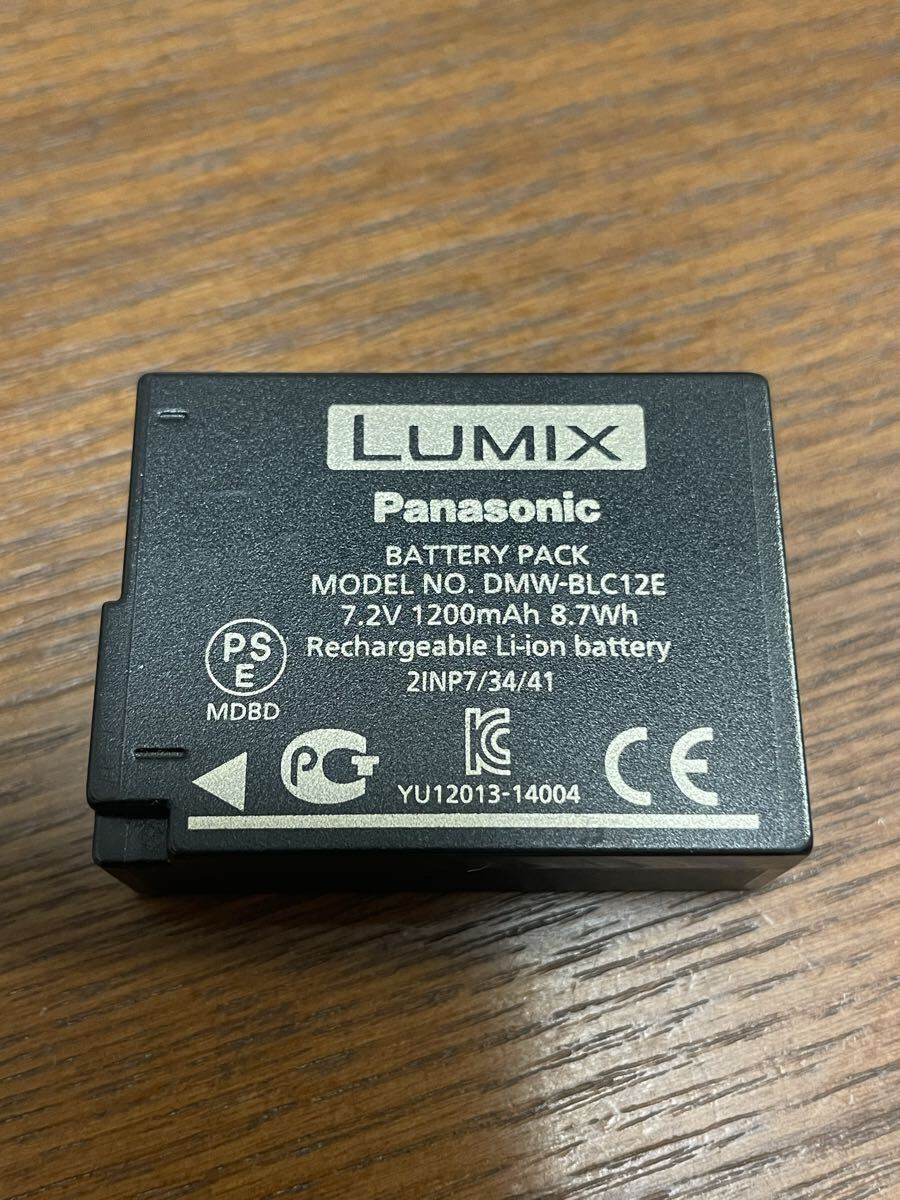 LUMIX
Panasonic
BATTERY PACK
MODEL NO. DMW-BLC12E
7.2V 1200mAh 8.7Wh
Rechargeable Li-ion battery
2INP7/34/41
PS
E
MDBD
PCT
KC
CE
YU12013-14004